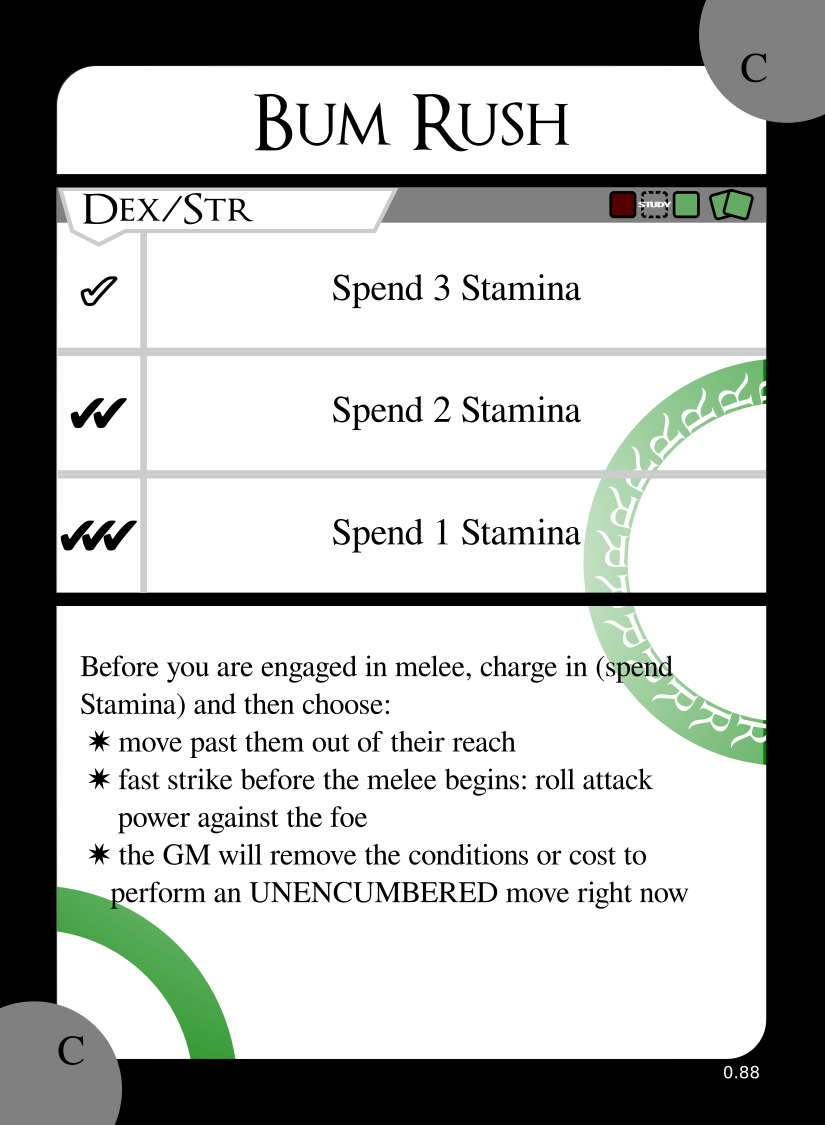 C
Bum Rush
Dex/Str
STUDY
Spend 3 Stamina
Spend 2 Stamina
Spend 1 Stamina
R R R R R R R R R R R R R
Before you are engaged in melee, charge in (spend
Stamina) and then choose:
✷ move past them out of their reach
✷ fast strike before the melee begins: roll attack
power against the foe
✷ the GM will remove the conditions or cost to
perform an UNENCUMBERED move right now
C
0.88